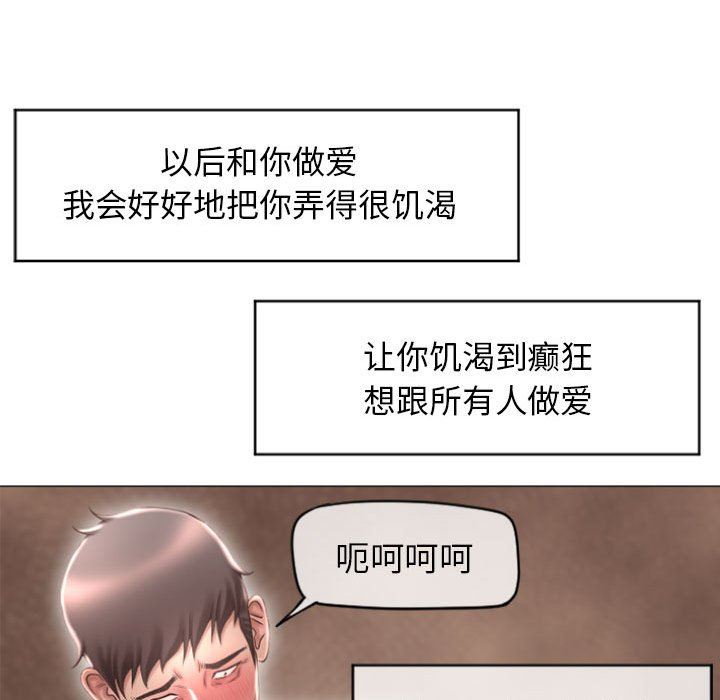 以后和你做爱
我会好好地把你弄得很饥渴
让你饥渴到癫狂
想跟所有人做爱
呃呵呵呵